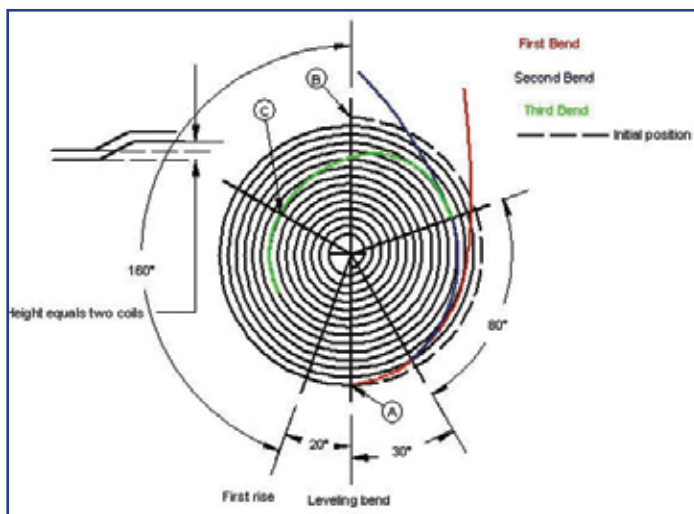 First Bend
Second Bend
Third Bend
Initial position
B
C
160°
Height equals two coils
80°
A
20°
30°
First rise
Leveling bend